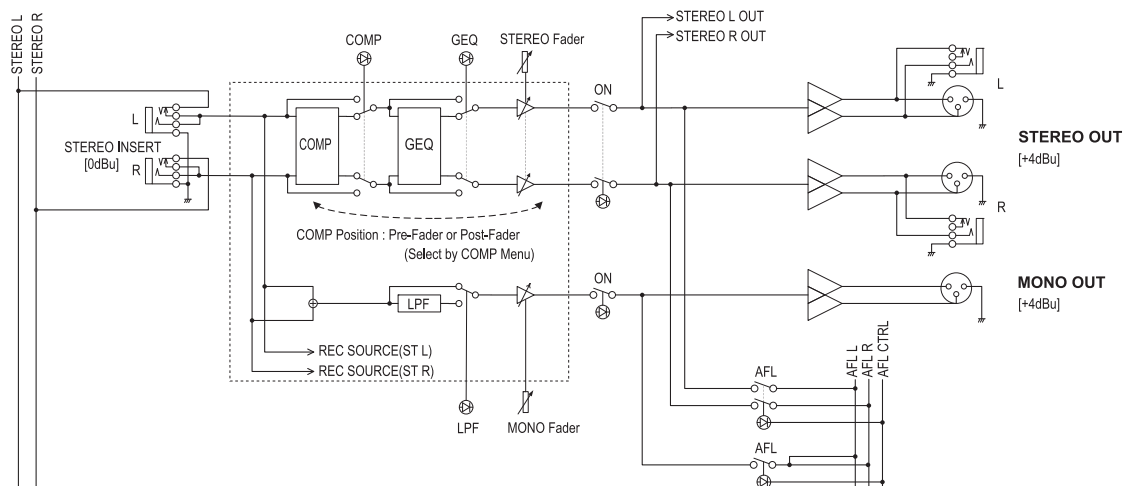 STEREO L
STEREO R
STEREO L OUT
STEREO R OUT
COMP
GEQ
STEREO Fader
ON
L
STEREO INSERT
[0dBu]
R
COMP
GEQ
L
STEREO OUT
[+4dBu]
R
COMP Position : Pre-Fader or Post-Fader
(Select by COMP Menu)
ON
LPF
MONO OUT
[+4dBu]
REC SOURCE(ST L)
REC SOURCE(ST R)
LPF
MONO Fader
AFL L
AFL R
AFL CTRL
AFL
AFL